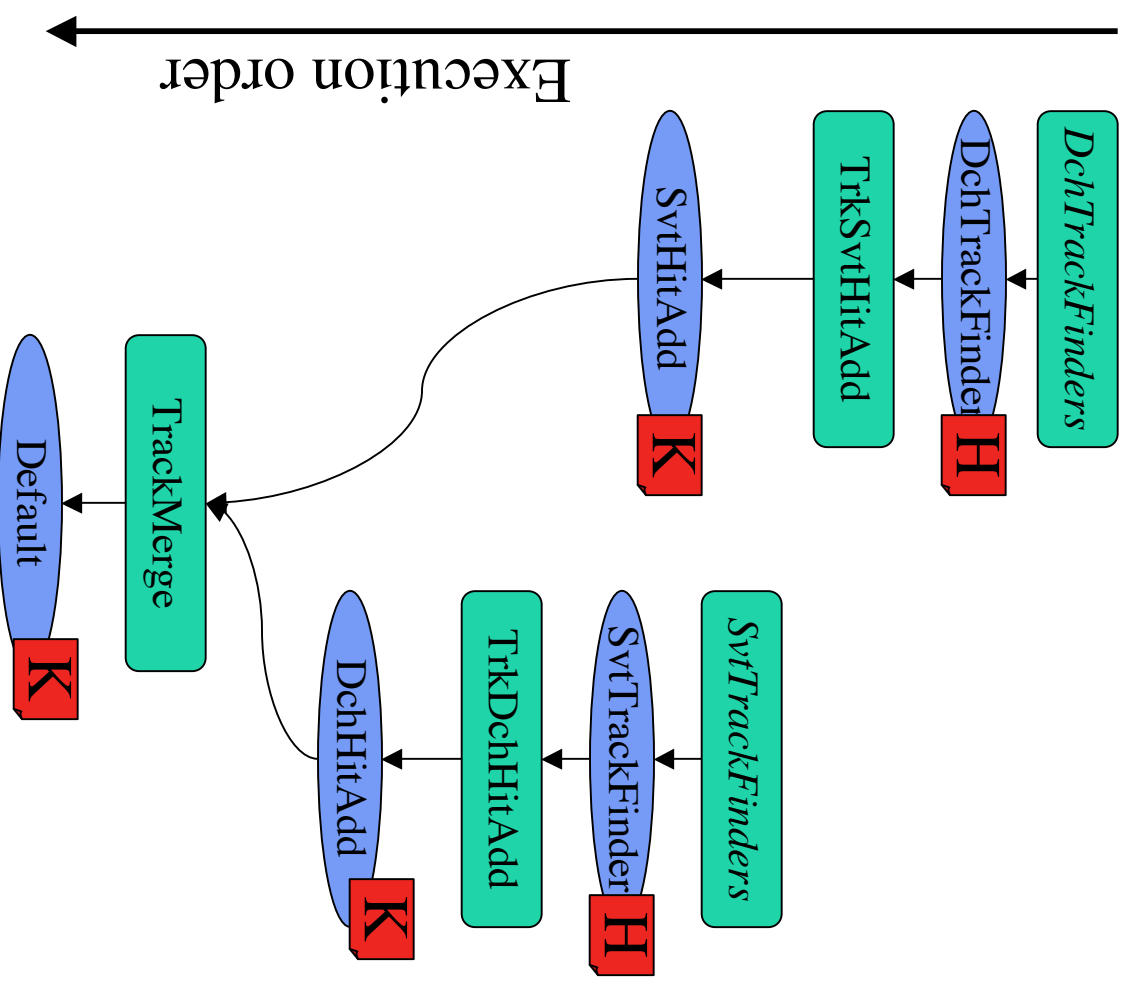 Execution order
DchTrackFinders
DchTrackFinder
H
TrkSvtHitAdd
SvtHitAdd
K
SvtTrackFinders
SvtTrackFinder
H
TrkDchHitAdd
DchHitAdd
K
TrackMerge
Default
K